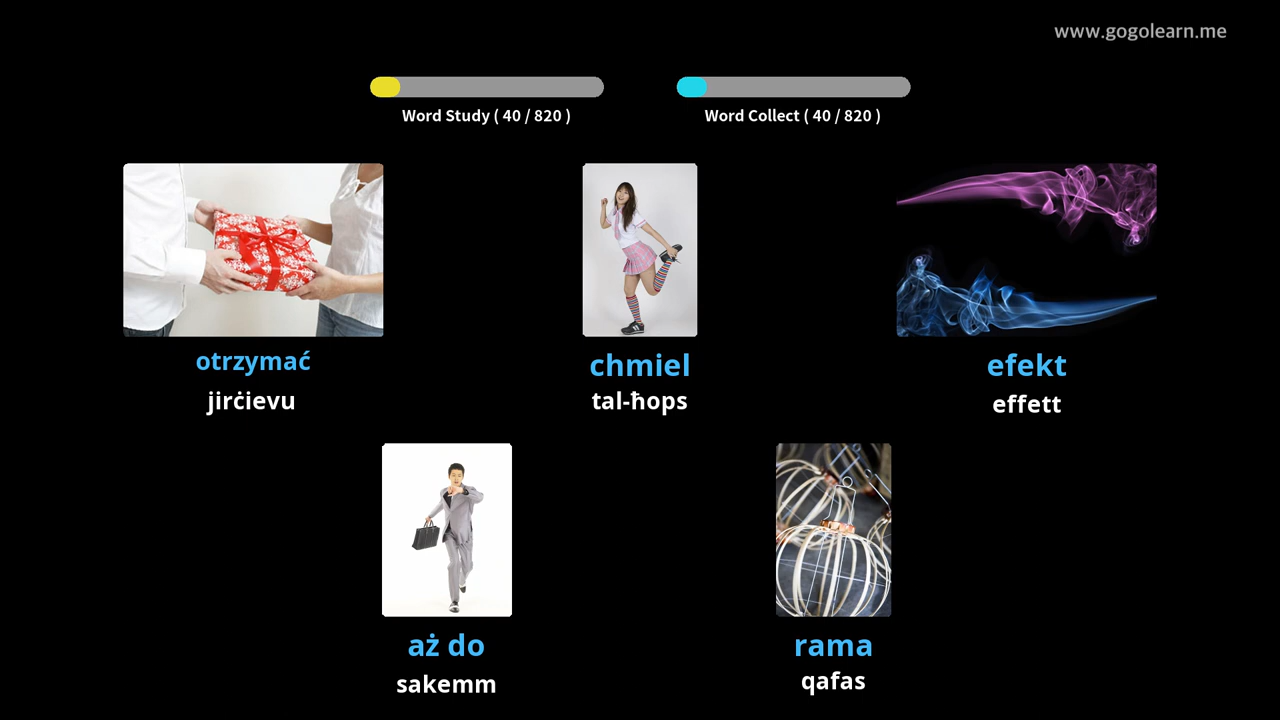 www.gogolearn.me
Word Study ( 40 / 820 )
Word Collect ( 40 / 820 )
otrzymać
jirċievu
chmiel
tal-ħops
efekt
effett
aż do
sakemm
rama
qafas